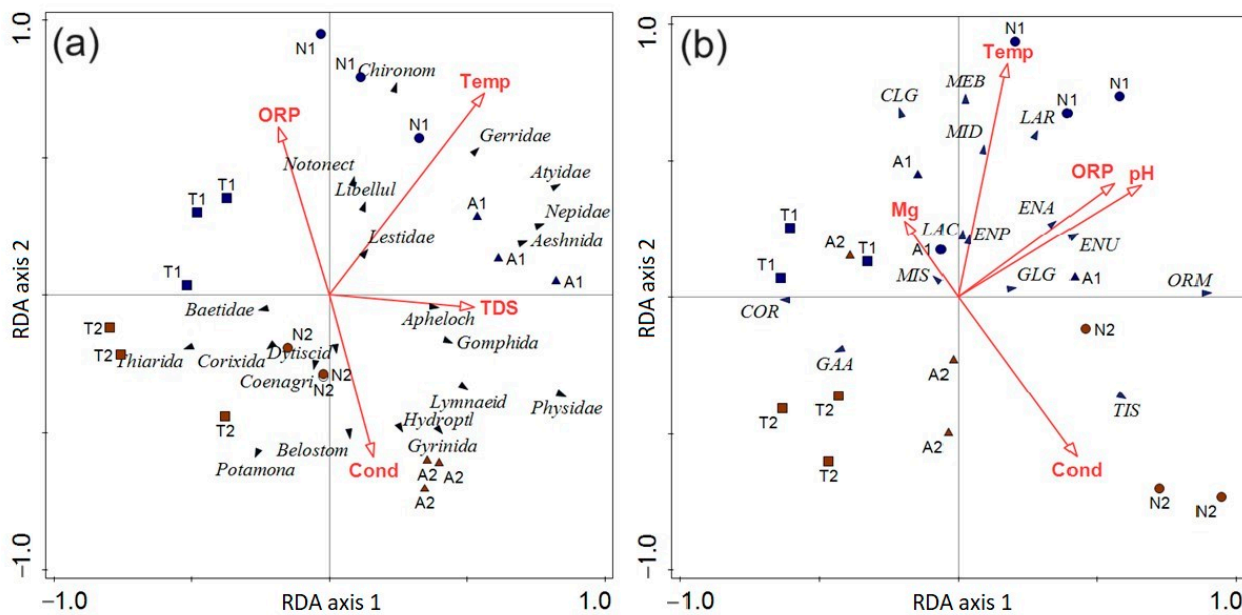 (a)
1.0
N1
N1
Chironom
Temp
ORP
N1
Gerridae
Notonect
Atyidae
T1
T1
Libellul
A1
Nepidae
Lestidae
A1
Aeshnida
T1
A1
RDA axis 2
Baetidae
Apheloch
TDS
T2
N2
T2
Thiarida
Corixida
Dytiscid
Gomphida
Coenagri
N2
N2
T2
Lymnaeid
Physidae
Hydroptl
Belostom
Gyrinida
Potamona
Cond
A2
A2
A2
−1.0
−1.0
RDA axis 1
1.0
(b)
1.0
N1
Temp
CLG
MEB
N1
N1
MID
LAR
A1
ORP
pH
Mg
T1
A2
T1
LAC
ENP
ENA
A1
ENU
T1
MIS
GLG
A1
ORM
RDA axis 2
COR
N2
GAA
A2
T2
TIS
T2
A2
T2
Cond
N2
N2
−1.0
−1.0
RDA axis 1
1.0